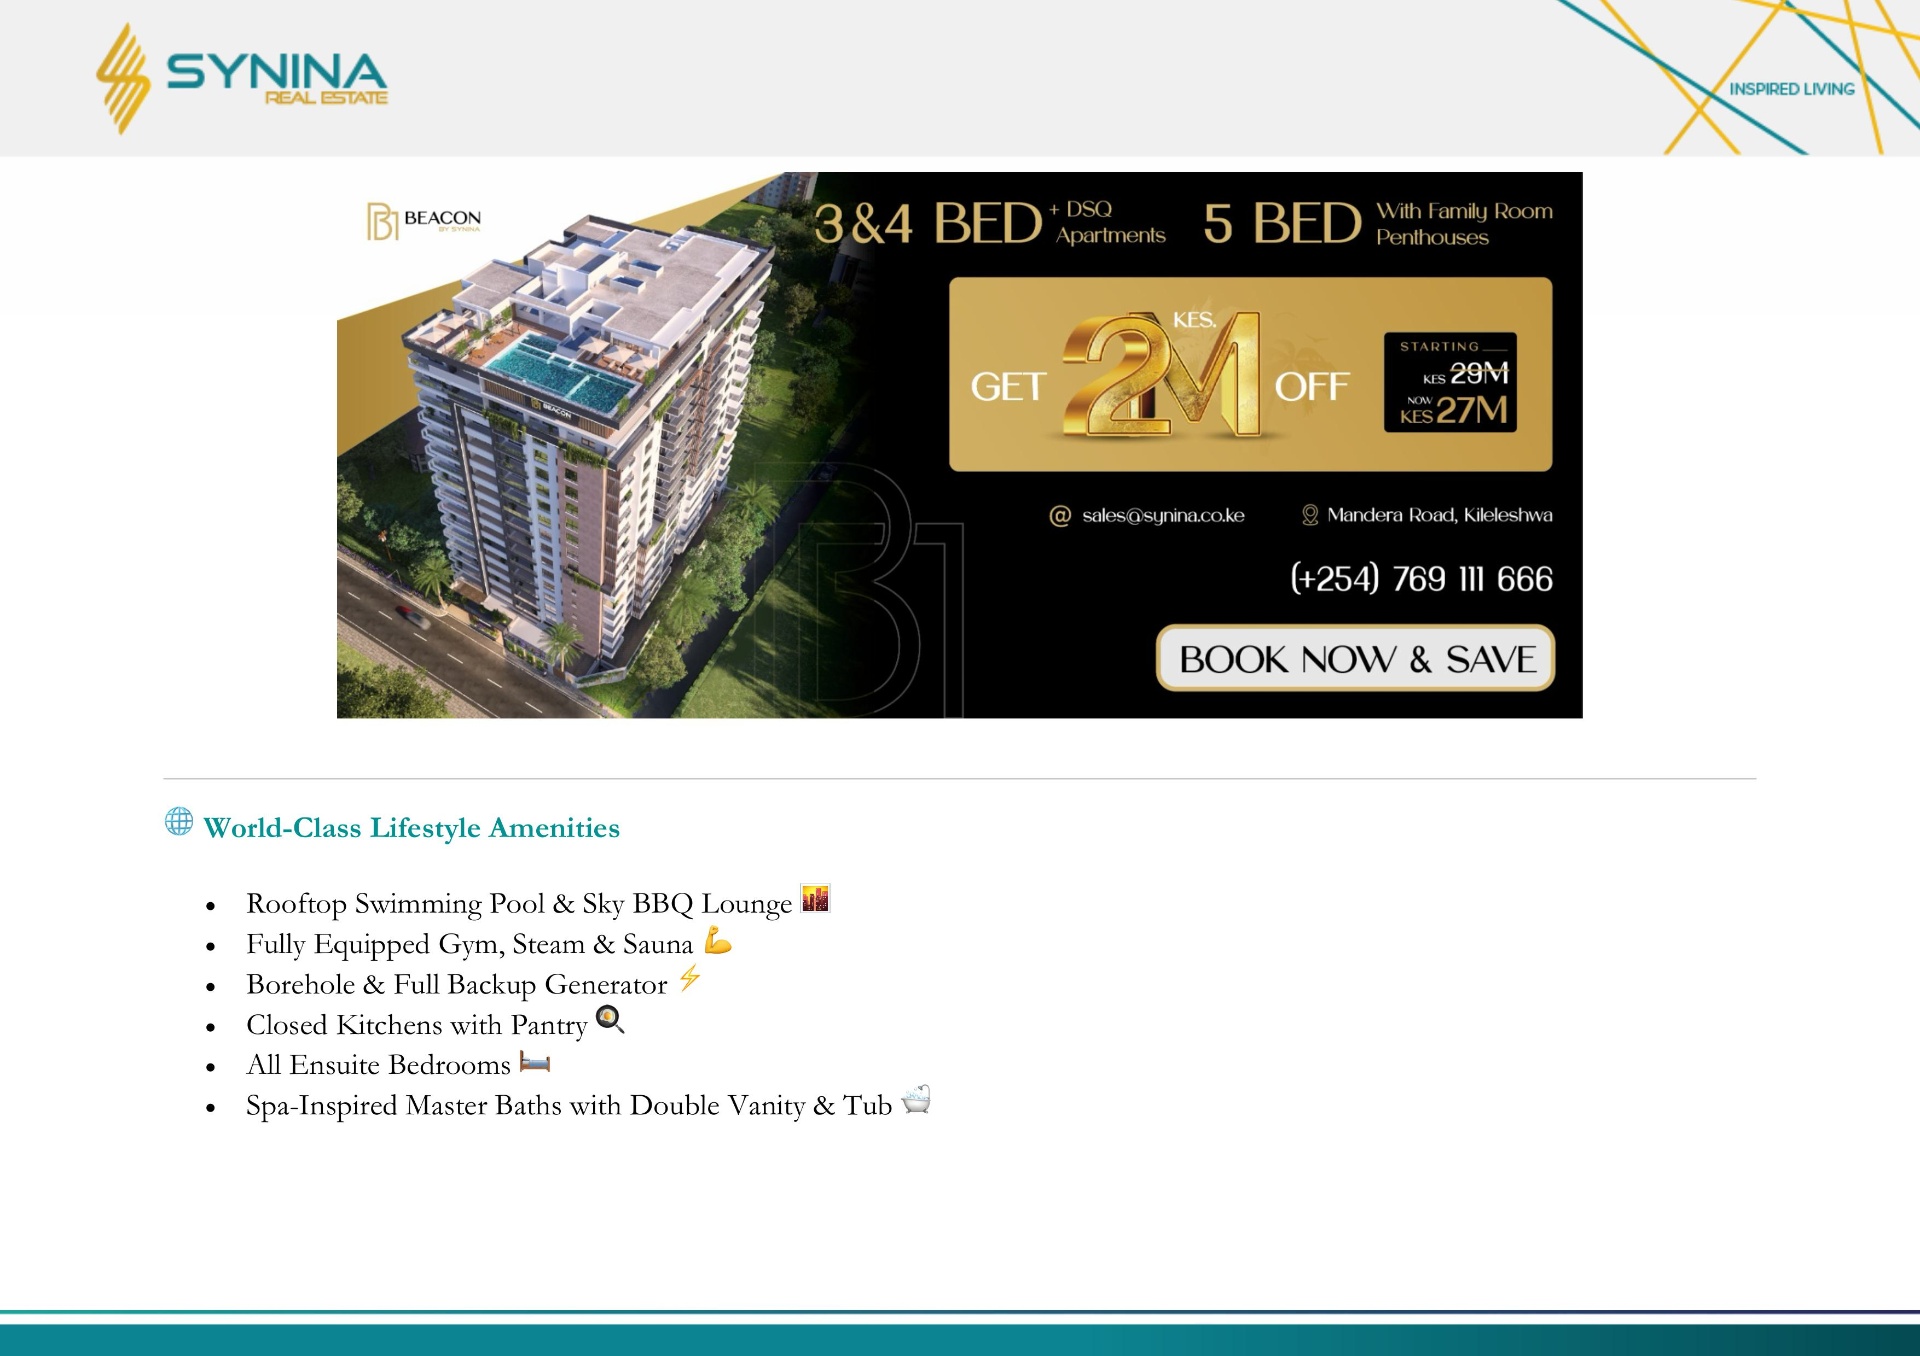 SYNINA
REAL ESTATE
INSPIRED LIVING
B1 BEACON
BY SYNINA
3&4 BED + DSQ Apartments
5 BED With Family Room Penthouses
GET KES. 2M OFF
STARTING
KES 29M
NOW
KES 27M
BEACON
@ sales@synina.co.ke
Mandera Road, Kileleshwa
(+254) 769 111 666
B1
BOOK NOW & SAVE
World-Class Lifestyle Amenities
• Rooftop Swimming Pool & Sky BBQ Lounge
• Fully Equipped Gym, Steam & Sauna
• Borehole & Full Backup Generator
• Closed Kitchens with Pantry
• All Ensuite Bedrooms
• Spa-Inspired Master Baths with Double Vanity & Tub